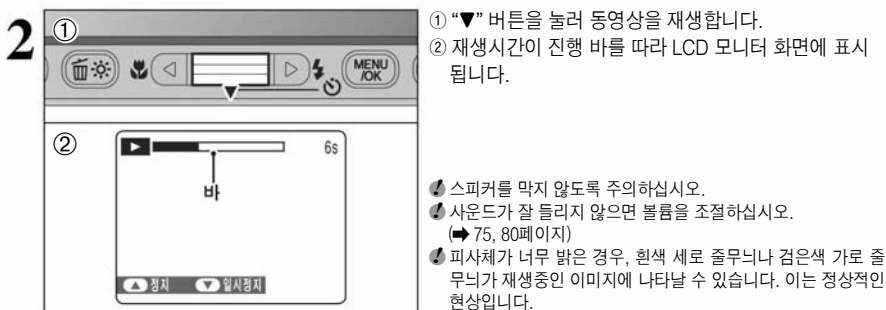 2
①
MENU
/OK
②
6s
바
정지
일시정지
① “▼” 버튼을 눌러 동영상을 재생합니다.
② 재생시간이 진행 바를 따라 LCD 모니터 화면에 표시
됩니다.
스피커를 막지 않도록 주의하십시오.
사운드가 잘 들리지 않으면 볼륨을 조절하십시오.
(➡ 75, 80페이지)
피사체가 너무 밝은 경우, 흰색 세로 줄무늬나 검은색 가로 줄
무늬가 재생중인 이미지에 나타날 수 있습니다. 이는 정상적인
현상입니다.